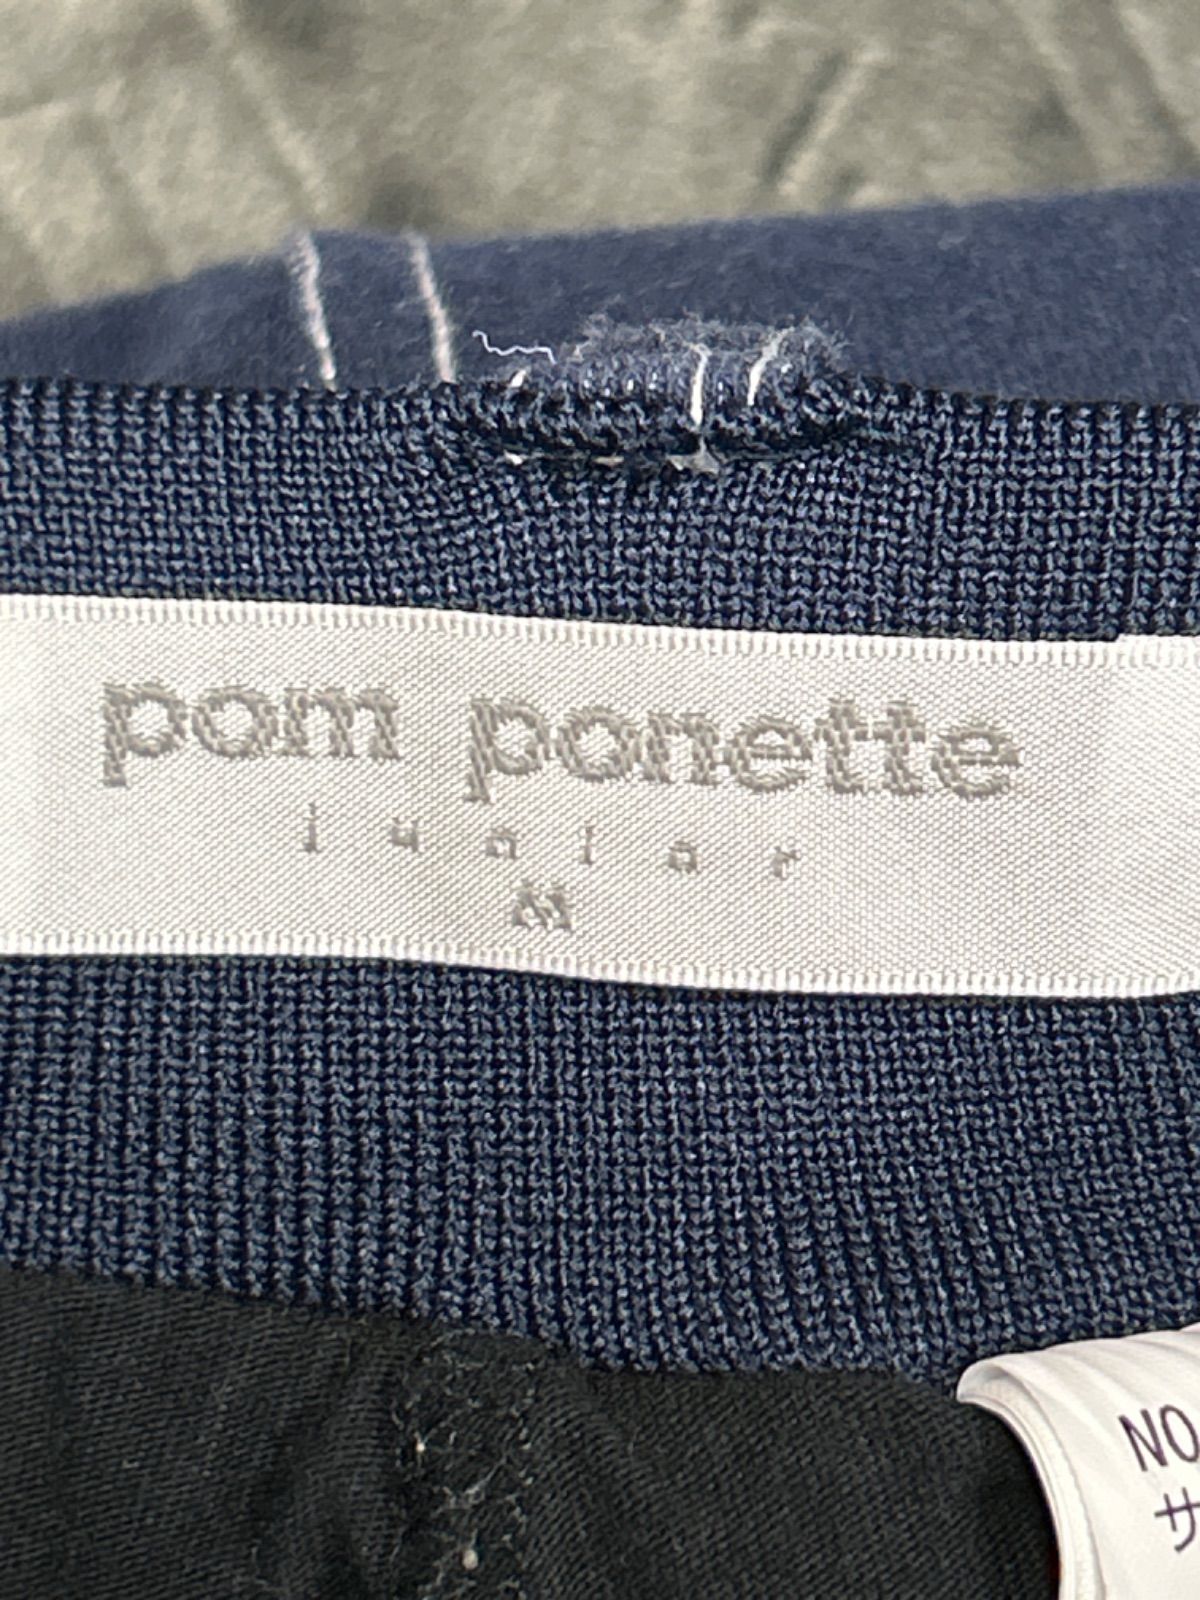 pom ponette
junior
M
NO
サ